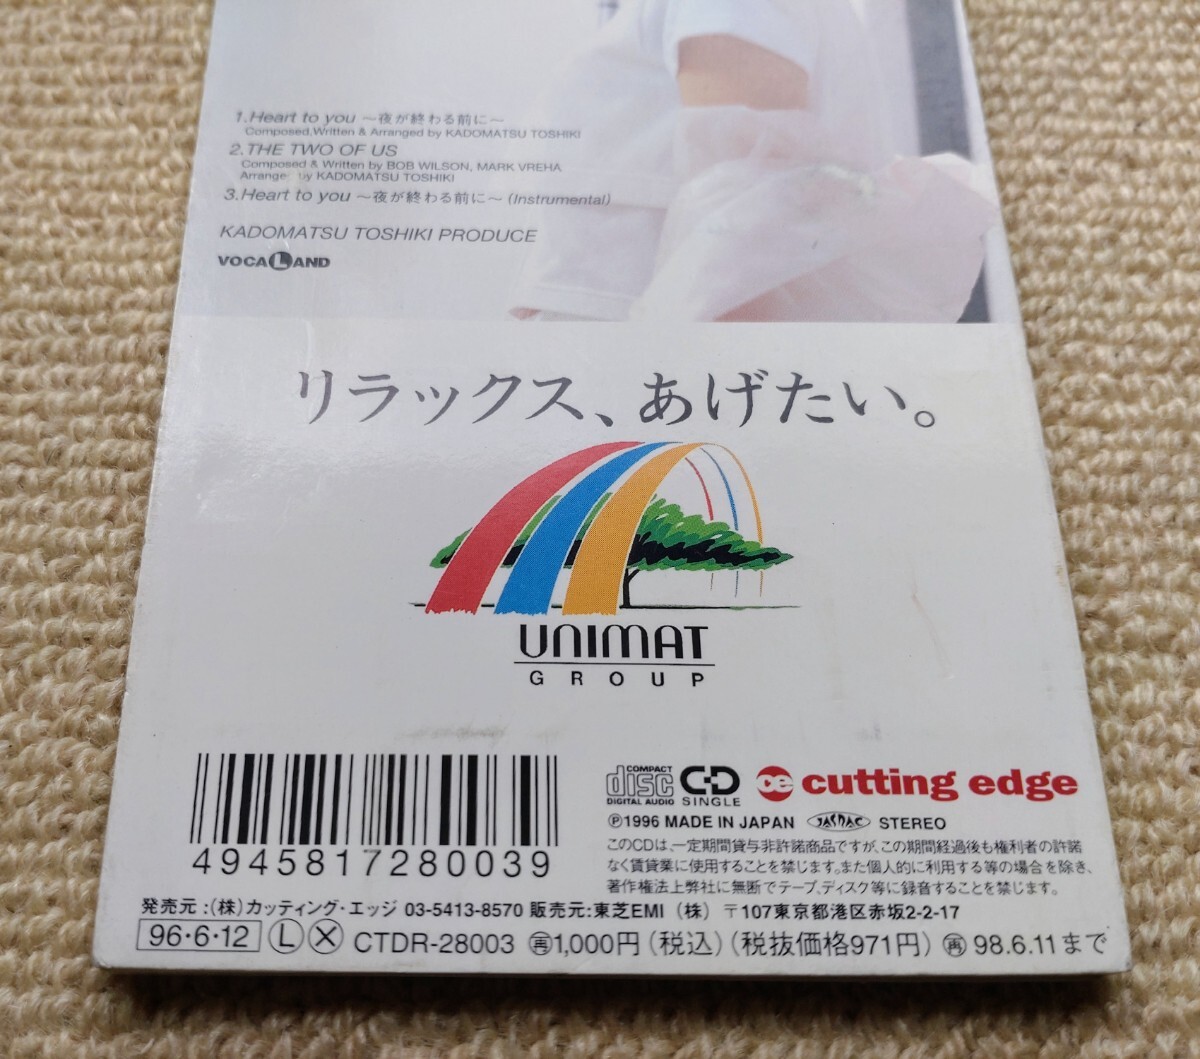 1.Heart to you 〜夜が終わる前に〜
Composed,Written & Arranged by KADOMATSU TOSHIKI
2.THE TWO OF US
Composed & Written by BOB WILSON, MARK VREHA
Arrange by KADOMATSU TOSHIKI
3.Heart to you 〜夜が終わる前に〜 (Instrumental)
KADOMATSU TOSHIKI PRODUCE
VOCALAND
リラックス、あげたい。
UNIMAT
GROUP
COMPACT disc DIGITAL AUDIO CD SINGLE ce cutting edge
℗1996 MADE IN JAPAN JASRAC STEREO
4945817280039
このCDは、一定期間貸与非許諾商品ですが、この期間経過後も権利者の許諾
なく賃貸業に使用することを禁じます。また個人的に利用する等の場合を除き、
著作権法上弊社に無断でテープ、ディスク等に録音することを禁じます。
発売元:(株)カッティング・エッジ 03-5413-8570 販売元:東芝EMI(株) 〒107東京都港区赤坂2-2-17
96・6・12 Ⓛ Ⓧ CTDR-28003 ㊢1,000円(税込)(税抜価格971円) 再 98.6.11まで